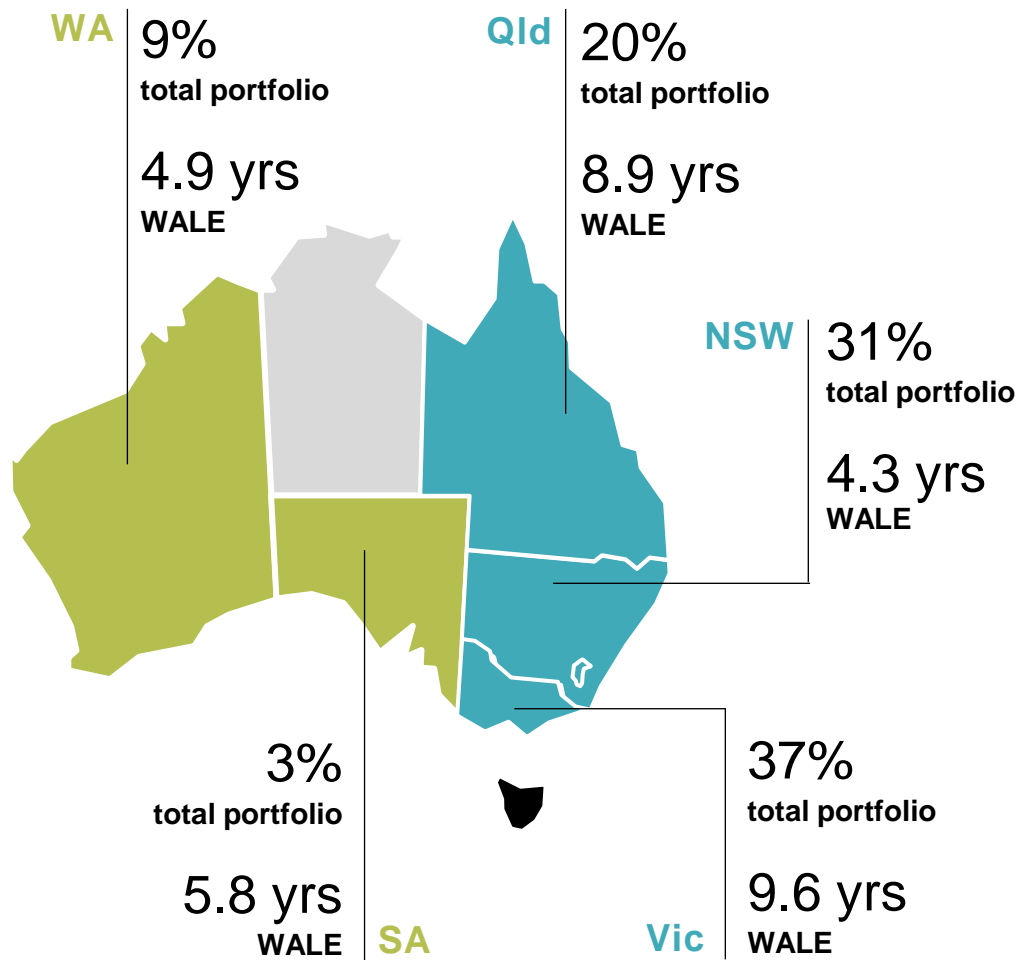 WA
9%
total portfolio
4.9 yrs
WALE
Qld
20%
total portfolio
8.9 yrs
WALE
NSW
31%
total portfolio
4.3 yrs
WALE
3%
total portfolio
5.8 yrs
WALE
SA
37%
total portfolio
9.6 yrs
WALE
Vic